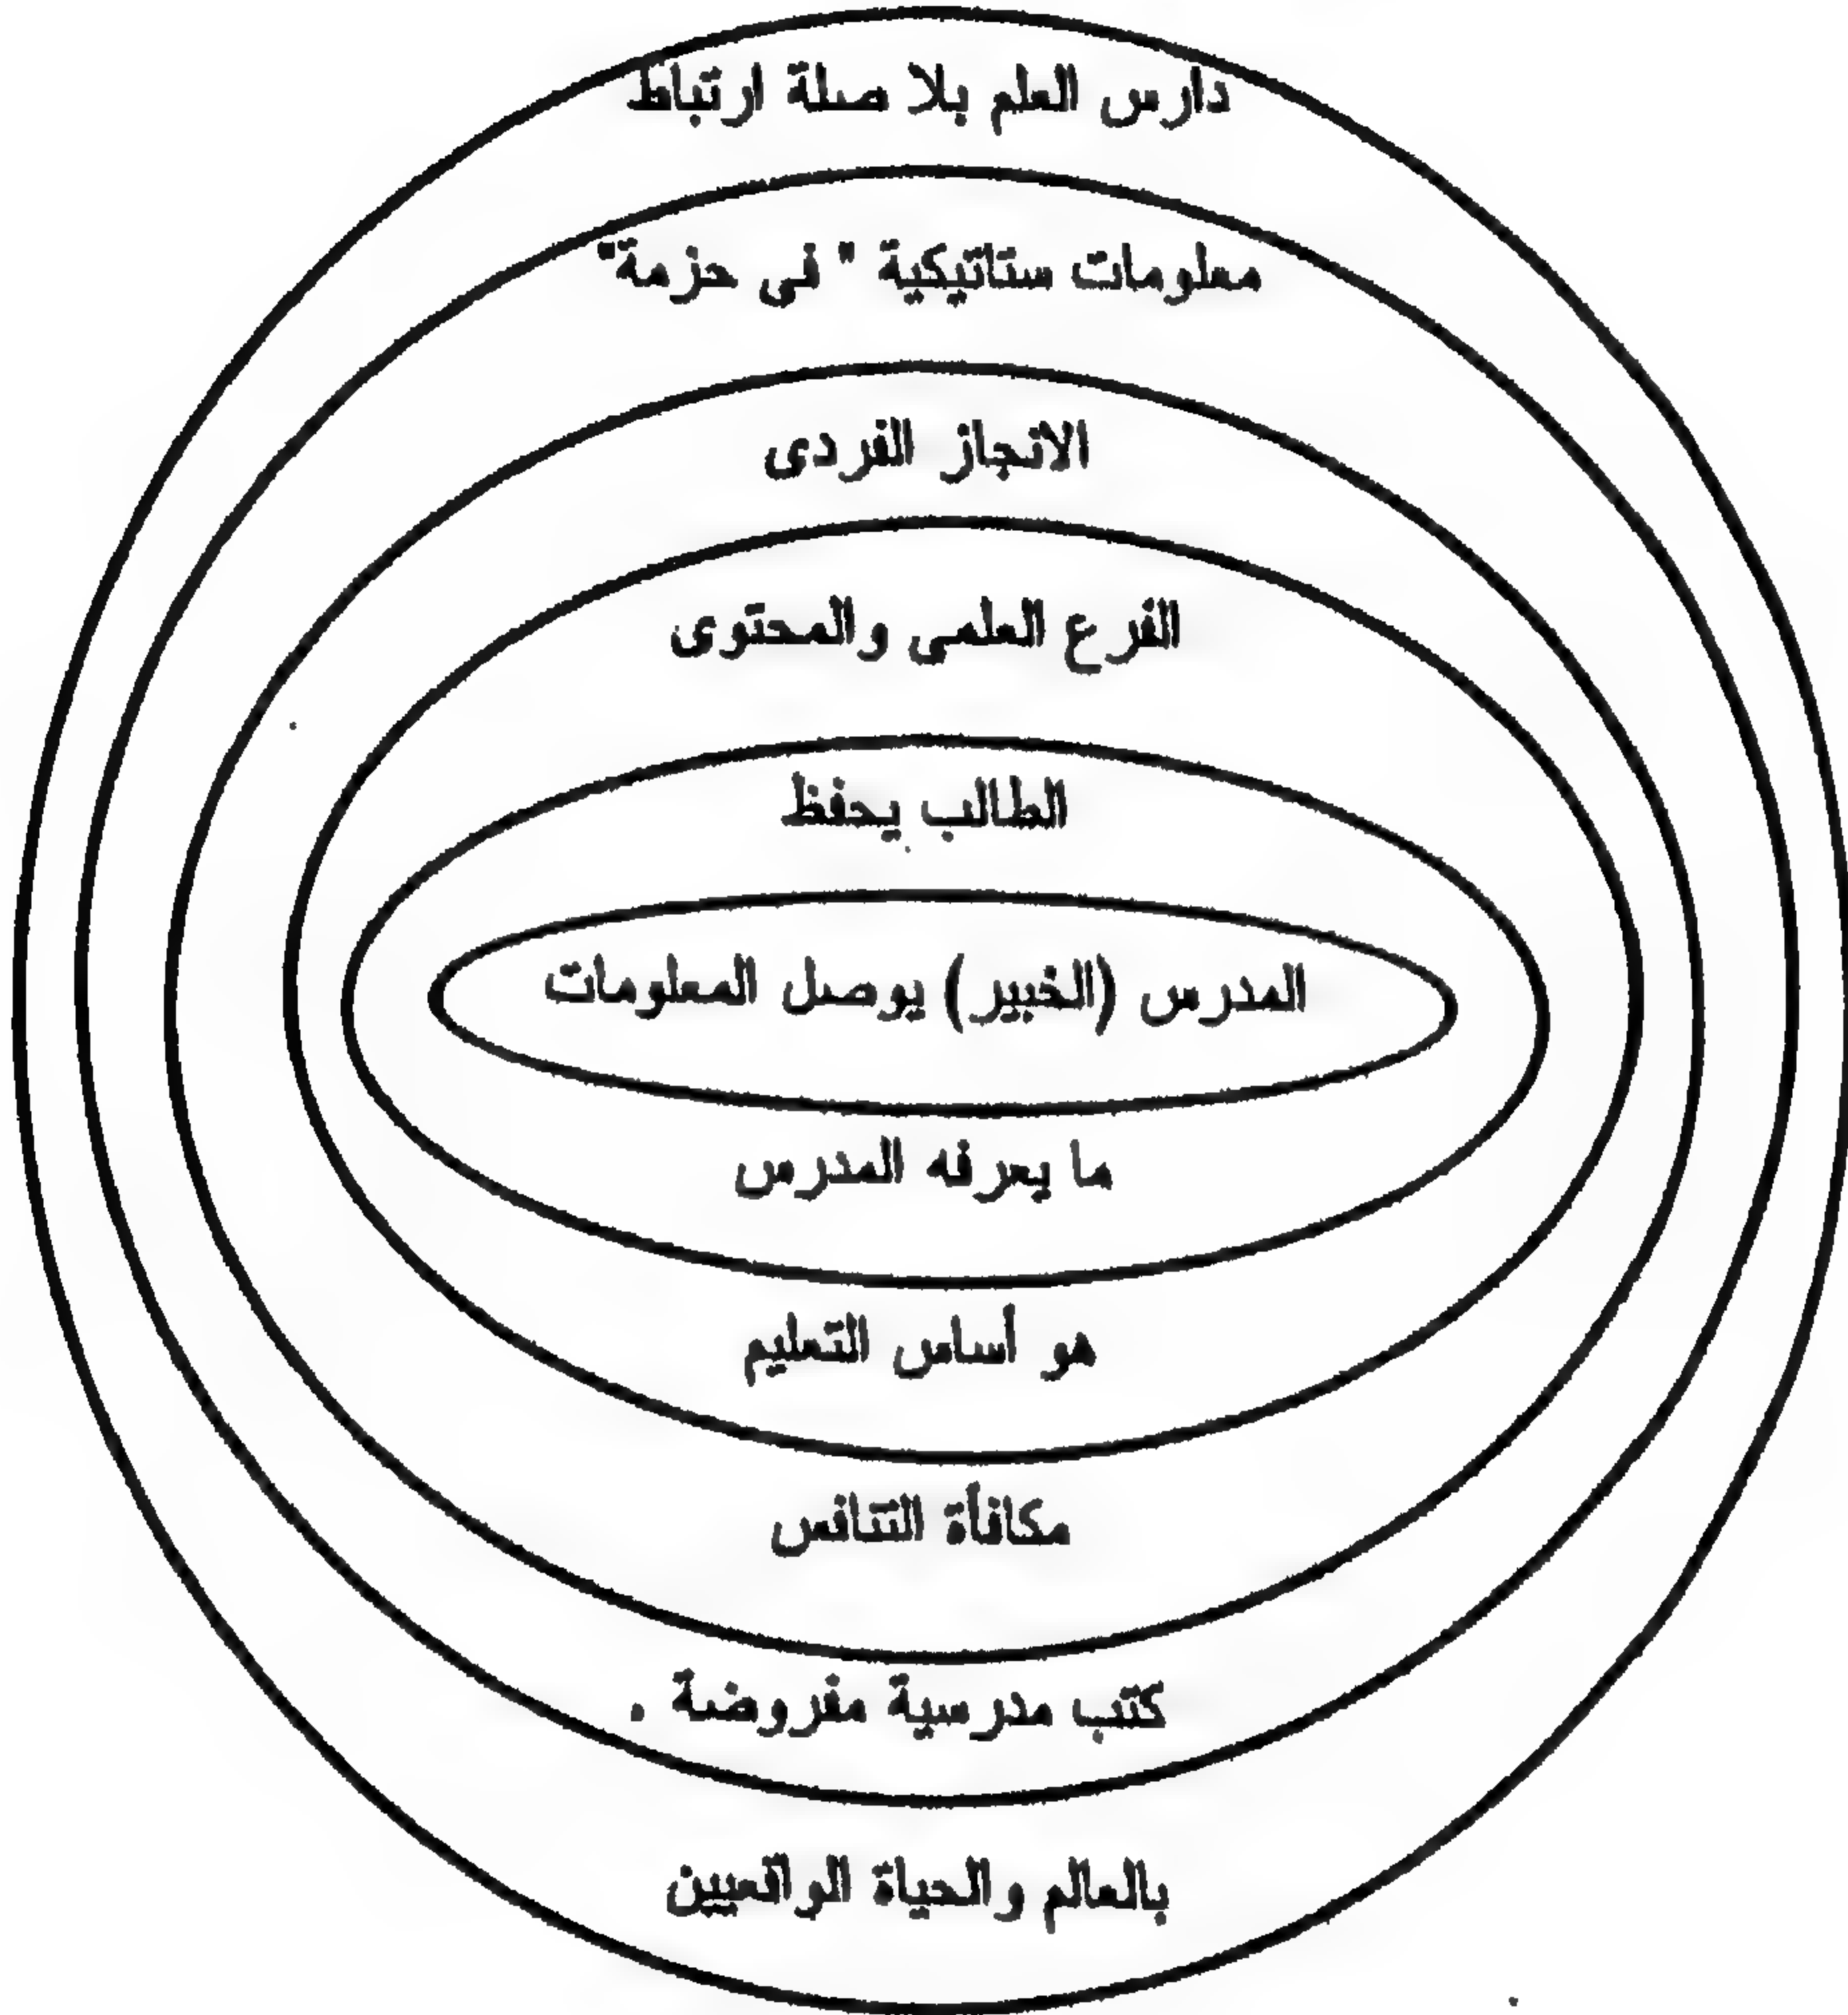 دارس العلم بلا صلة ارتباط
معلومات ستاتيكية " فى حزمة"
الانجاز الفردى
الفرع العلمى والمحتوى
الطالب يحفظ
المدرس (الخبير) يوصل المعلومات
ما يعرفه المدرس
هو أساس التعليم
مكافأة التنافس
كتب مدرسية مفروضة .
بالعالم والحياة الواقعيين